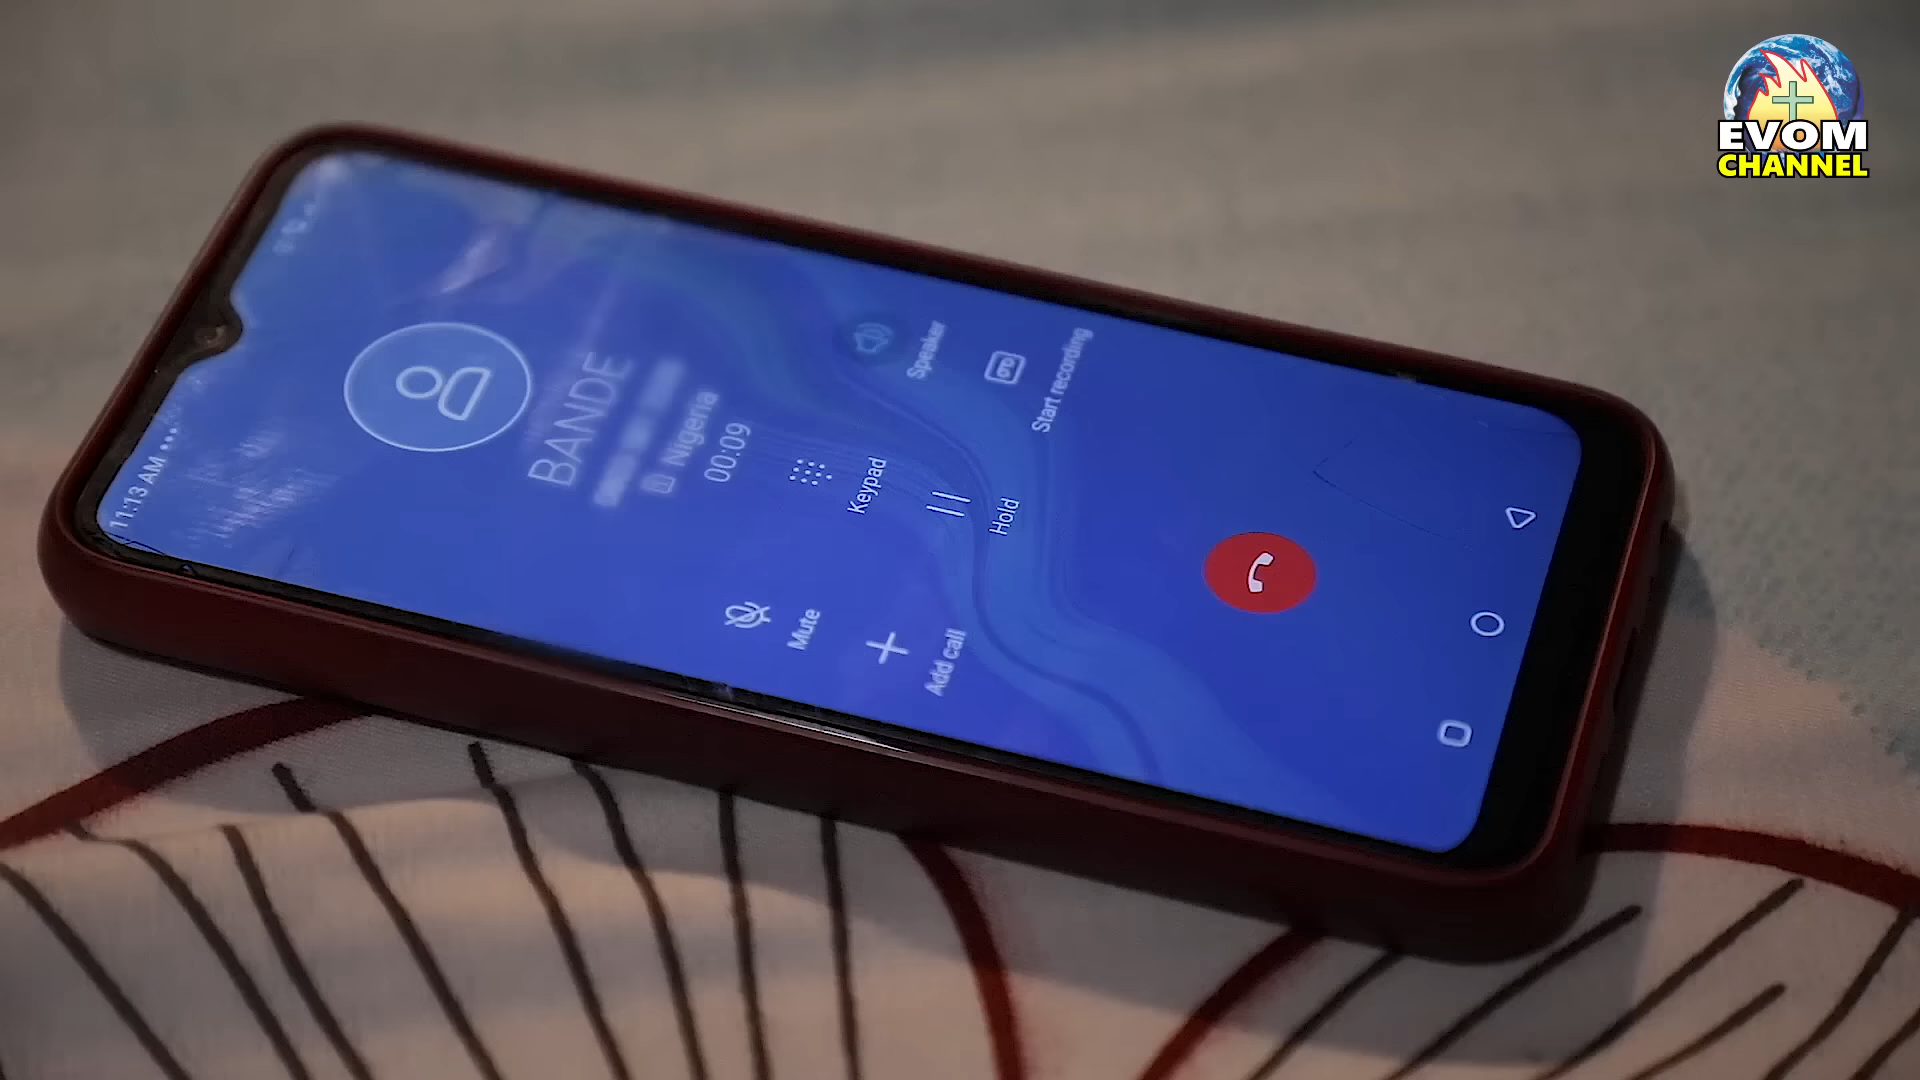 EVOM
CHANNEL
11:13 AM
BANDE
Nigeria
00:09
Mute
Keypad
Speaker
Add call
Hold
Start recording